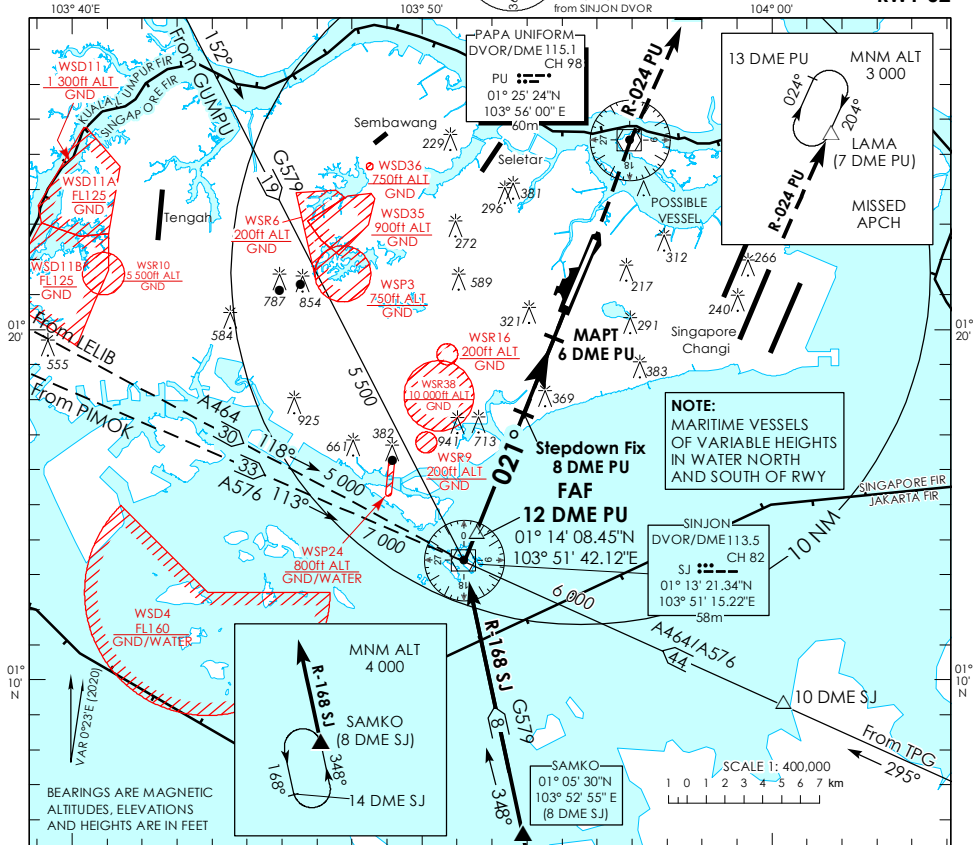 103° 40'E
103° 50'
104° 00'
from SINJON DVOR
From GUMPU
152°
PAPA UNIFORM
DVOR/DME 115.1
CH 98
PU
01° 25' 24"N
103° 56' 00" E
60m
R-024 PU
13 DME PU
MNM ALT
3 000
024°
204°
LAMA
(7 DME PU)
R-024 PU
MISSED
APCH
WSD11
1 300ft ALT
GND
KUALA LUMPUR FIR
SINGAPORE FIR
Sembawang
229
Seletar
WSD11A
FL125
GND
WSD36
750ft ALT
GND
G579
19
Tengah
WSR6
200ft ALT
GND
WSD35
900ft ALT
GND
296
381
POSSIBLE
VESSEL
272
312
WSD11B
FL125
GND
WSR10
5 500ft ALT
GND
787
854
WSP3
750ft ALT
GND
589
217
266
240
01°
20'
01°
20'
From LELIB
584
321
291
Singapore
Changi
555
MAPT
6 DME PU
WSR16
200ft ALT
GND
383
From PIMOK
5 500
WSR38
10 000ft ALT
GND
369
A464
30
118°
5 000
925
661
382
941
713
WSR9
200ft ALT
GND
021°
Stepdown Fix
8 DME PU
NOTE:
MARITIME VESSELS
OF VARIABLE HEIGHTS
IN WATER NORTH
AND SOUTH OF RWY
33
A576
113°
7 000
FAF
12 DME PU
01° 14' 08.45"N
103° 51' 42.12"E
SINGAPORE FIR
JAKARTA FIR
10 NIM
WSP24
800ft ALT
GND/WATER
SINJON
DVOR/DME 113.5
CH 82
SJ
01° 13' 21.34"N
103° 51' 15.22"E
58m
6 000
WSD4
FL160
GND/WATER
A464/A576
44
MNM ALT
4 000
R-168 SJ
SAMKO
(8 DME SJ)
168°
348°
14 DME SJ
R-168 SJ
G579
8
348°
10 DME SJ
From TPG
295°
01°
10'
N
01°
10'
N
VAR 0°23'E (2020)
SAMKO
01° 05' 30"N
103° 52' 55" E
(8 DME SJ)
SCALE 1: 400,000
1 0 1 2 3 4 5 6 7 km
BEARINGS ARE MAGNETIC
ALTITUDES, ELEVATIONS
AND HEIGHTS ARE IN FEET